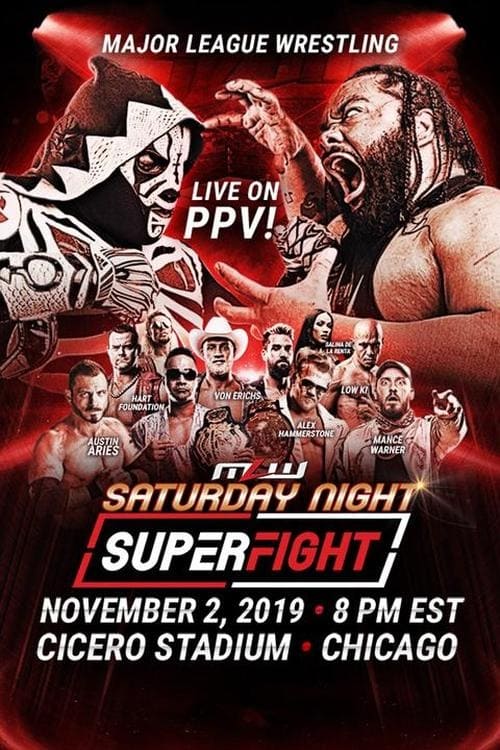 MAJOR LEAGUE WRESTLING
LIVE ON
PPV!
SALINA DE
LA RENTA
HART
FOUNDATION
VON ERICHS
LOW KI
AUSTIN
ARIES
ALEX
HAMMERSTONE
MANCE
WARNER
MLW
SATURDAY NIGHT
SUPERFIGHT
NOVEMBER 2, 2019 • 8 PM EST
CICERO STADIUM • CHICAGO